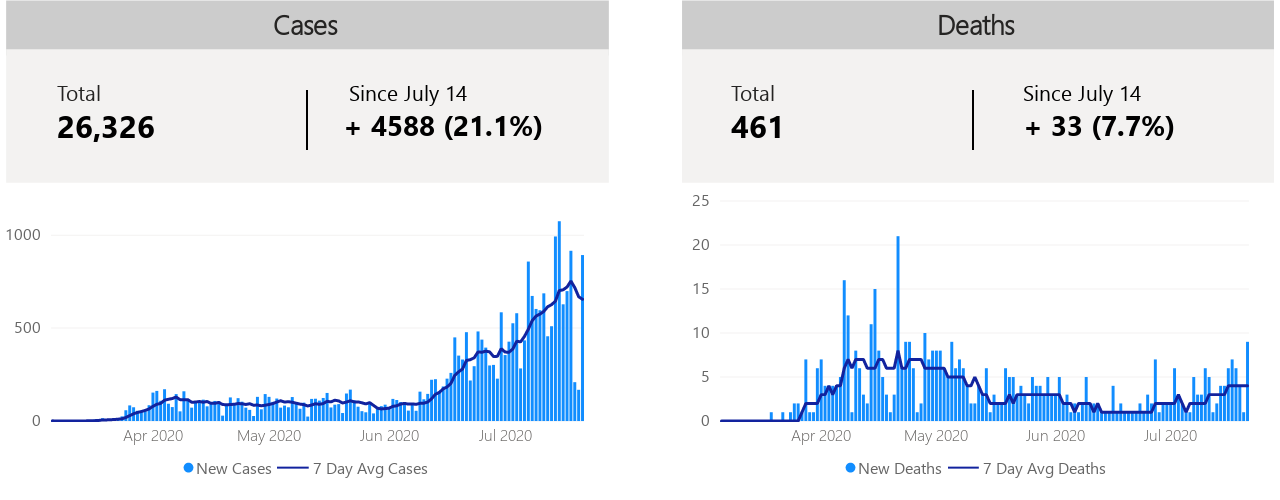 Cases
Total
Since July 14
26,326
+ 4588 (21.1%)
1000
500
0
Apr 2020
May 2020
Jun 2020
Jul 2020
New Cases
7 Day Avg Cases
Deaths
Total
Since July 14
461
+ 33 (7.7%)
25
20
15
10
5
0
Apr 2020
May 2020
Jun 2020
Jul 2020
New Deaths
7 Day Avg Deaths